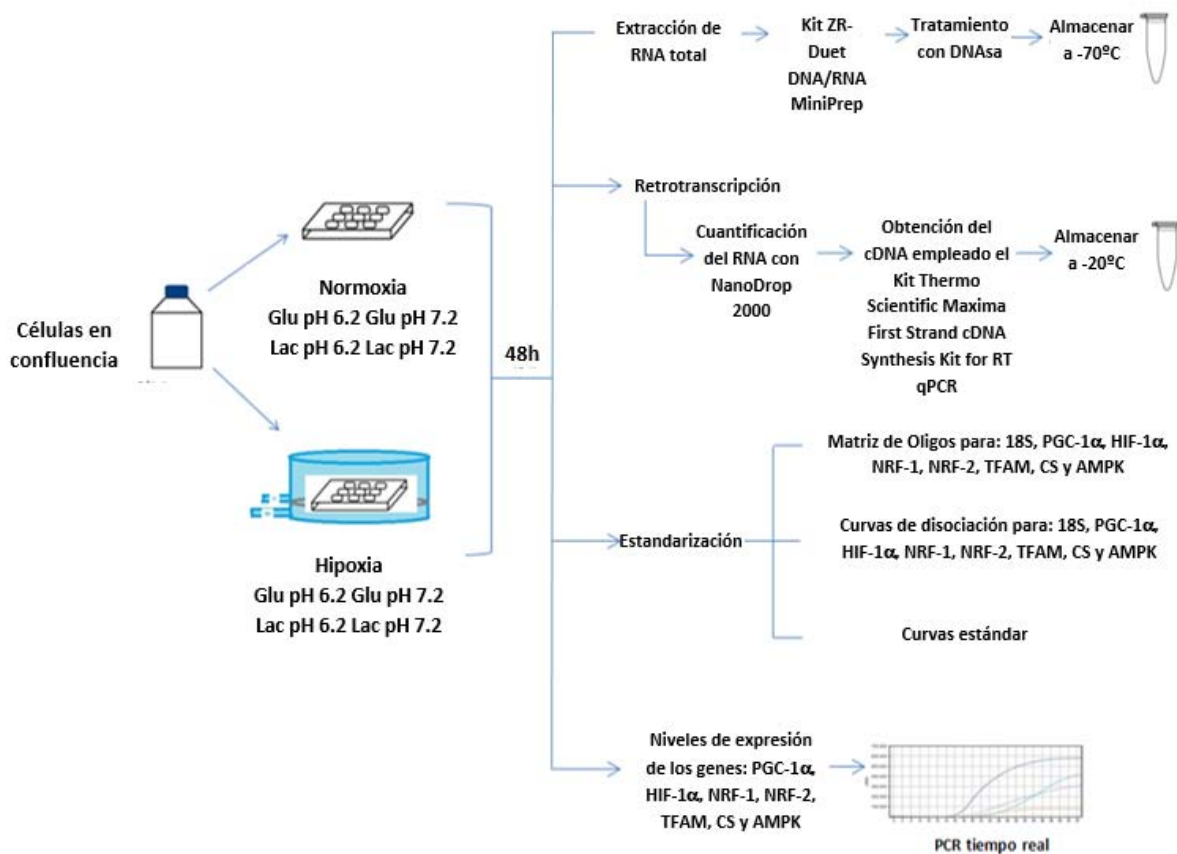 Células en
confluencia
Normoxia
Glu pH 6.2 Glu pH 7.2
Lac pH 6.2 Lac pH 7.2
Hipoxia
Glu pH 6.2 Glu pH 7.2
Lac pH 6.2 Lac pH 7.2
48h
Extracción de
RNA total
Kit ZR-
Duet
DNA/RNA
MiniPrep
Tratamiento
con DNAsa
Almacenar
a -70ºC
Retrotranscripción
Cuantificación
del RNA con
NanoDrop
2000
Obtención del
cDNA empleado el
Kit Thermo
Scientific Maxima
First Strand cDNA
Synthesis Kit for RT
qPCR
Almacenar
a -20ºC
Estandarización
Matriz de Oligos para: 18S, PGC-1α, HIF-1α,
NRF-1, NRF-2, TFAM, CS y AMPK
Curvas de disociación para: 18S, PGC-1α,
HIF-1α, NRF-1, NRF-2, TFAM, CS y AMPK
Curvas estándar
Niveles de expresión
de los genes: PGC-1α,
HIF-1α, NRF-1, NRF-2,
TFAM, CS y AMPK
PCR tiempo real